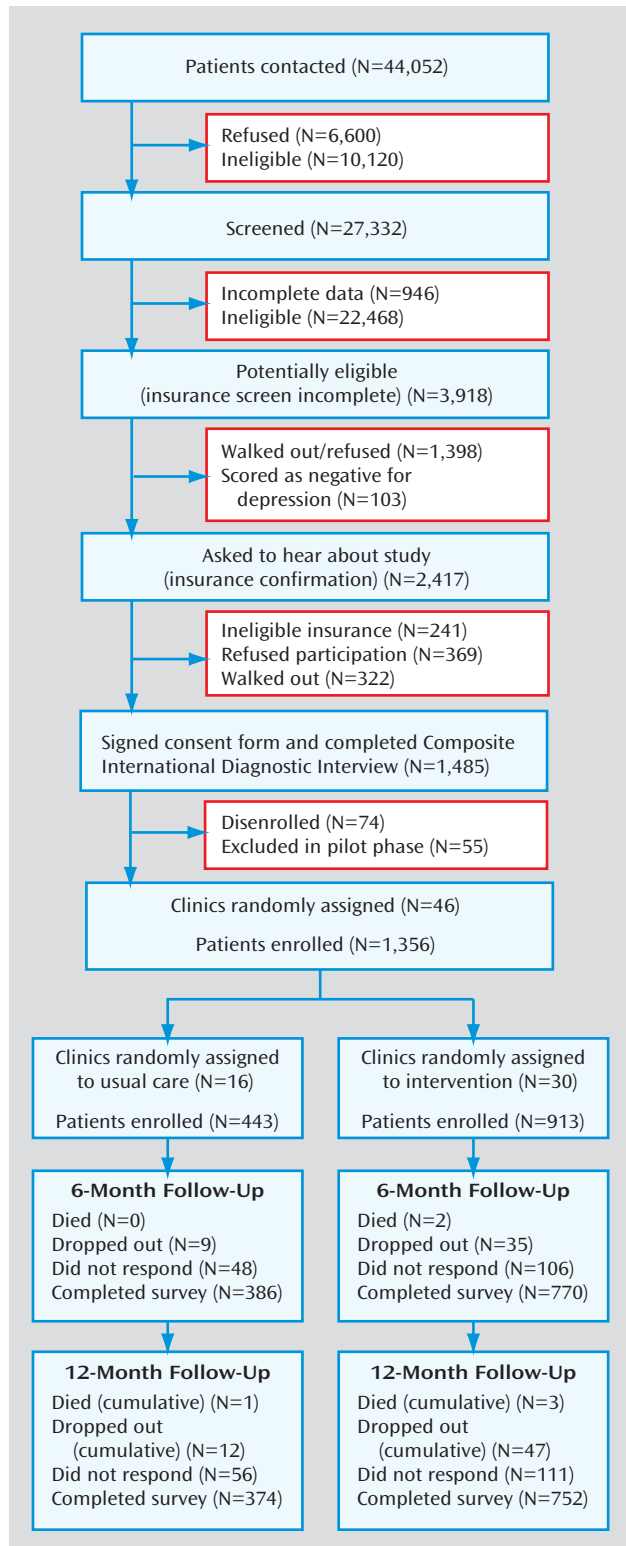 Patients contacted (N=44,052)
Refused (N=6,600)
Ineligible (N=10,120)
Screened (N=27,332)
Incomplete data (N=946)
Ineligible (N=22,468)
Potentially eligible
(insurance screen incomplete) (N=3,918)
Walked out/refused (N=1,398)
Scored as negative for
depression (N=103)
Asked to hear about study
(insurance confirmation) (N=2,417)
Ineligible insurance (N=241)
Refused participation (N=369)
Walked out (N=322)
Signed consent form and completed Composite
International Diagnostic Interview (N=1,485)
Disenrolled (N=74)
Excluded in pilot phase (N=55)
Clinics randomly assigned (N=46)
Patients enrolled (N=1,356)
Clinics randomly assigned
to usual care (N=16)
Patients enrolled (N=443)
Clinics randomly assigned
to intervention (N=30)
Patients enrolled (N=913)
6-Month Follow-Up
Died (N=0)
Dropped out (N=9)
Did not respond (N=48)
Completed survey (N=386)
6-Month Follow-Up
Died (N=2)
Dropped out (N=35)
Did not respond (N=106)
Completed survey (N=770)
12-Month Follow-Up
Died (cumulative) (N=1)
Dropped out
(cumulative) (N=12)
Did not respond (N=56)
Completed survey (N=374)
12-Month Follow-Up
Died (cumulative) (N=3)
Dropped out
(cumulative) (N=47)
Did not respond (N=111)
Completed survey (N=752)